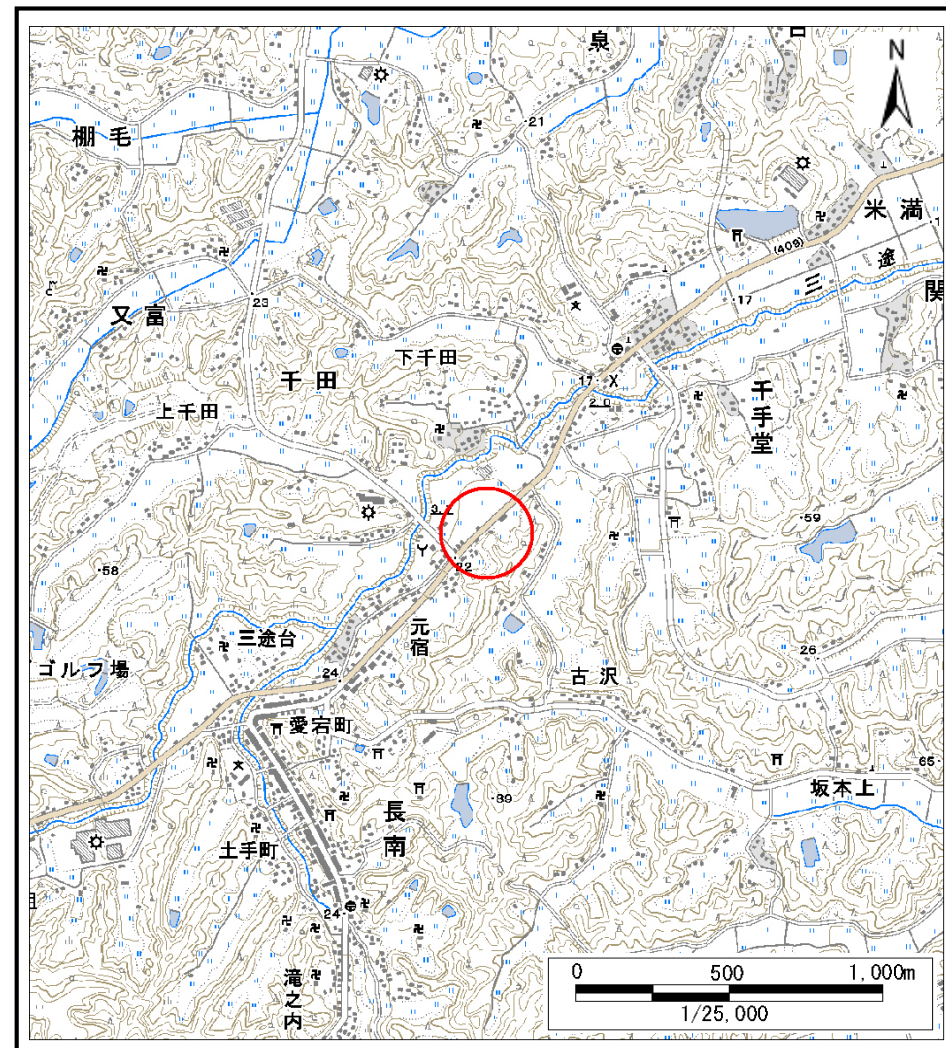 泉
N
21
棚毛
米満
(409)
三途
関
17
23
又富
下千田
千田
17
20
上千田
千手堂
59
22
58
元宿
三途台
26
ゴルフ場
24
古沢
愛宕町
65
坂本上
89
長南
土手町
24
滝之内
0 500 1,000m
1/25,000